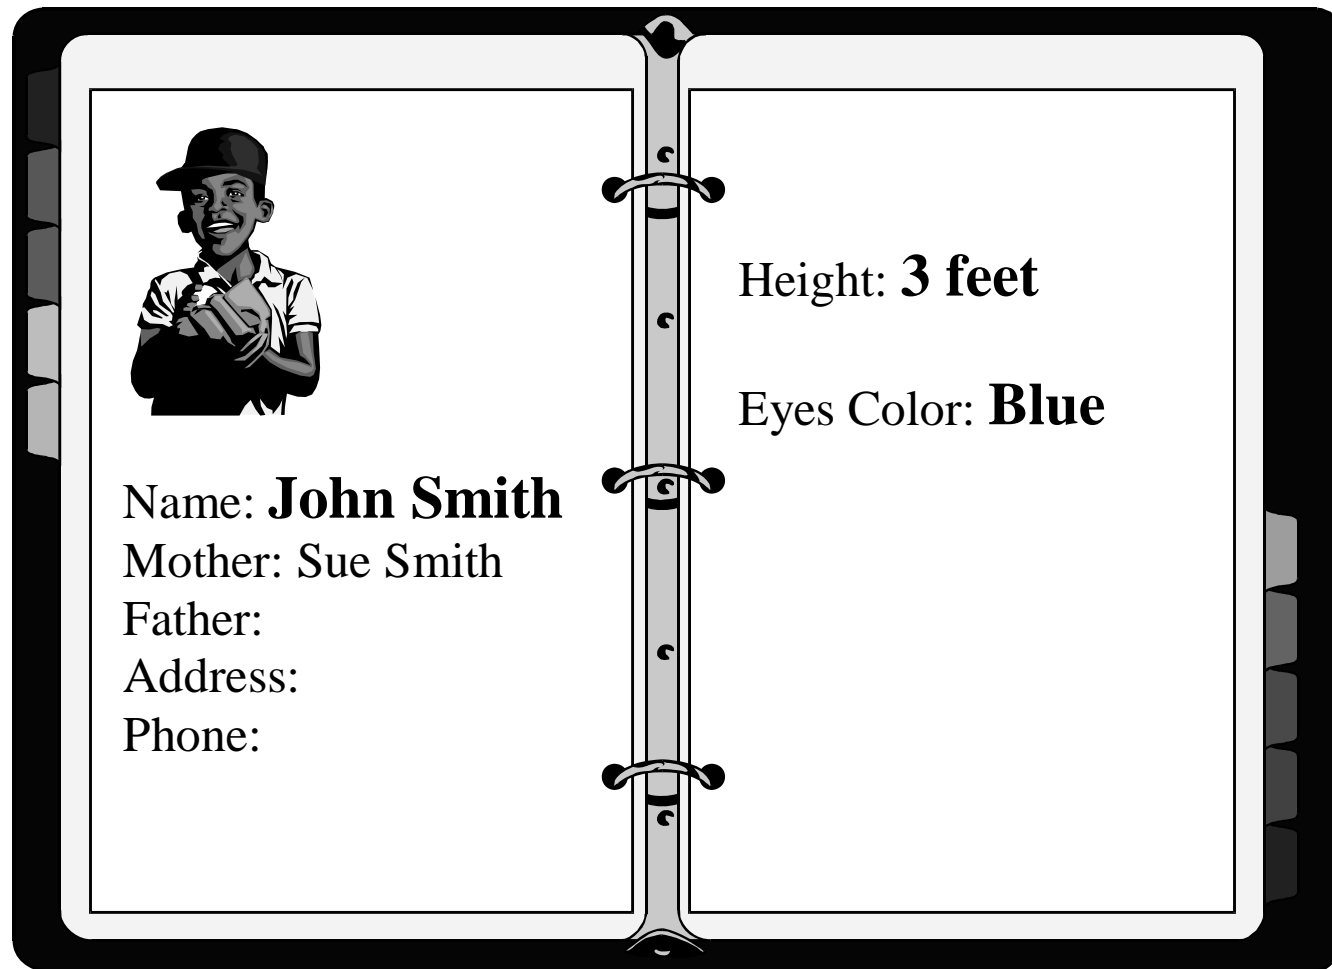 Name: John Smith
Mother: Sue Smith
Father:
Address:
Phone:
Height: 3 feet
Eyes Color: Blue